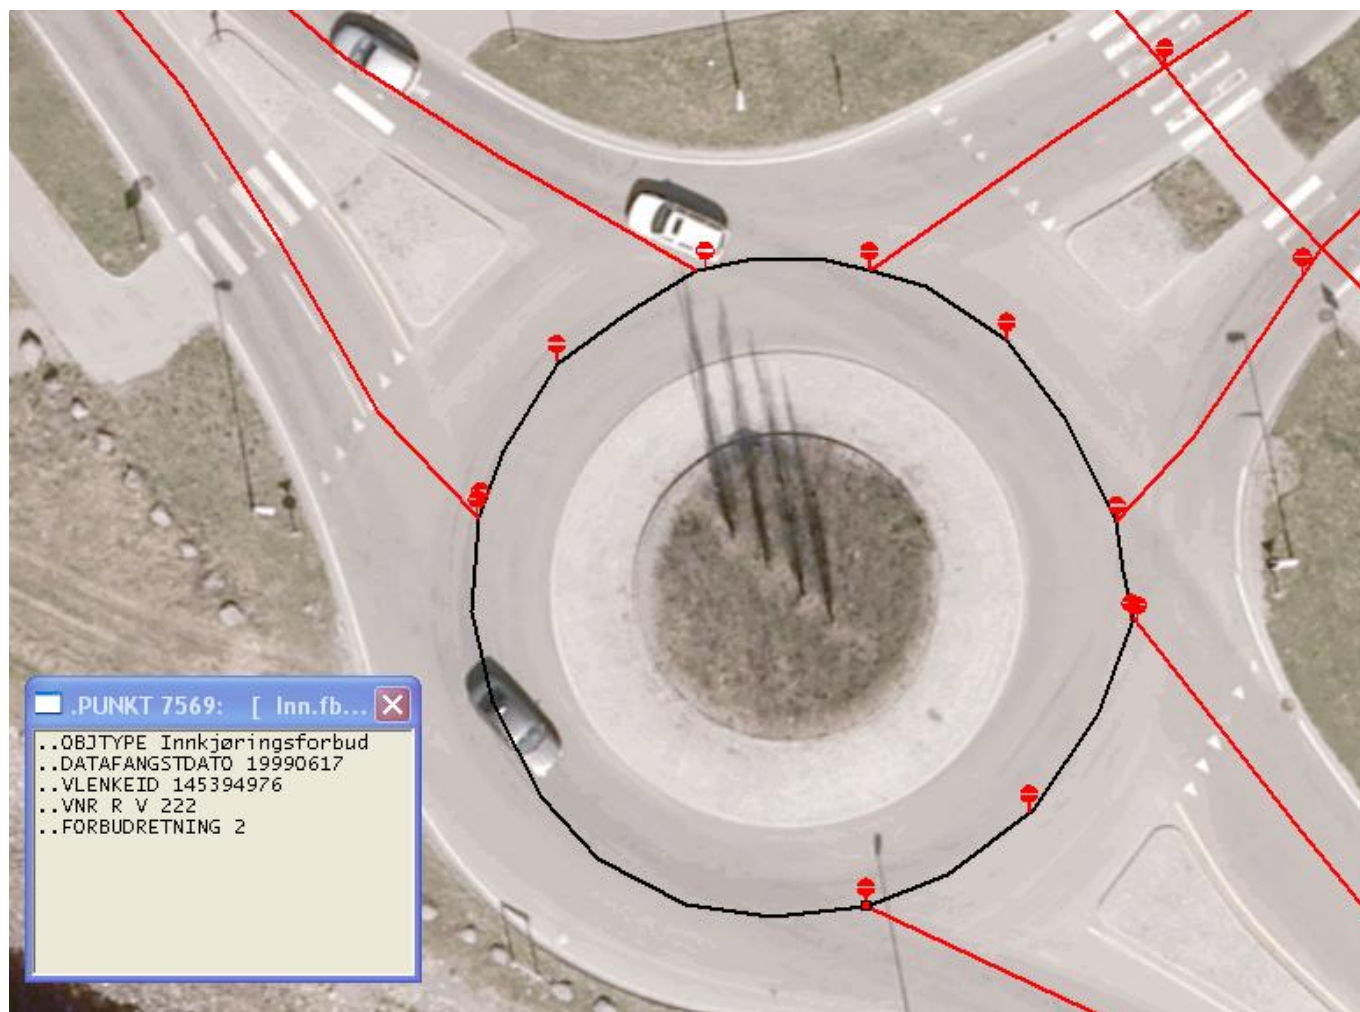 .PUNKT 7569: [ Inn.fb...
..OBJTYPE Innkjøringsforbud
..DATAFANGSTDATO 19990617
..VLENKEID 145394976
..VNR R V 222
..FORBUDRETNING 2